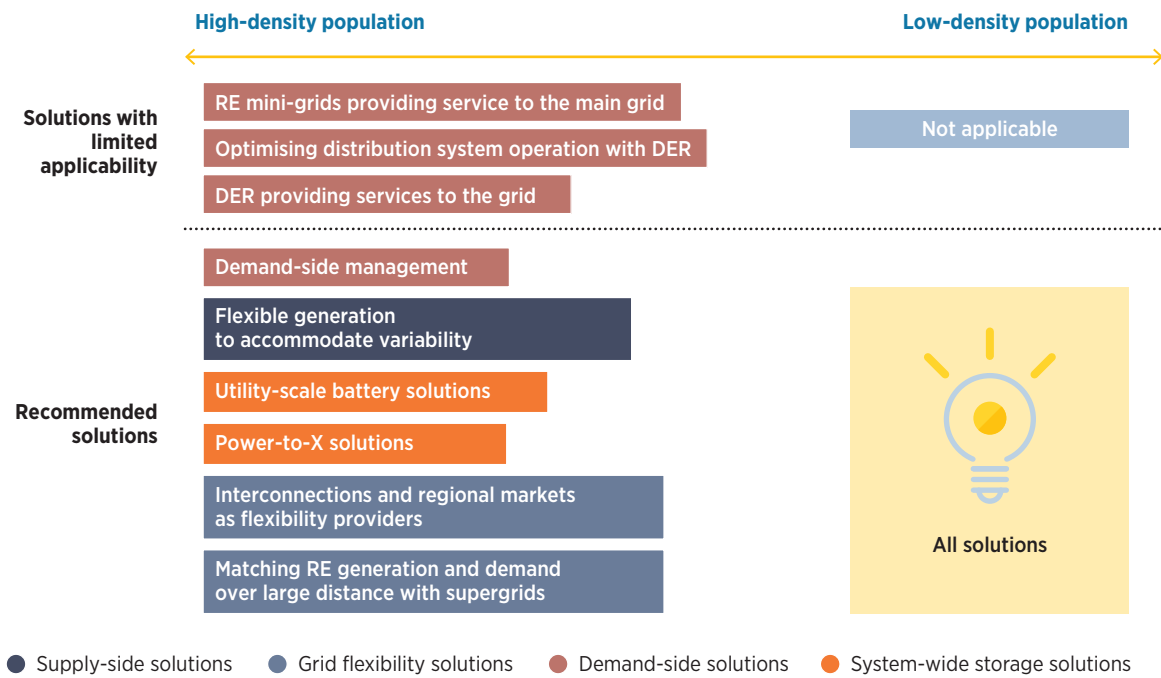 High-density population
Low-density population
Solutions with
limited
applicability
RE mini-grids providing service to the main grid
Optimising distribution system operation with DER
DER providing services to the grid
Not applicable
Recommended
solutions
Demand-side management
Flexible generation
to accommodate variability
Utility-scale battery solutions
Power-to-X solutions
Interconnections and regional markets
as flexibility providers
Matching RE generation and demand
over large distance with supergrids
All solutions
Supply-side solutions
Grid flexibility solutions
Demand-side solutions
System-wide storage solutions